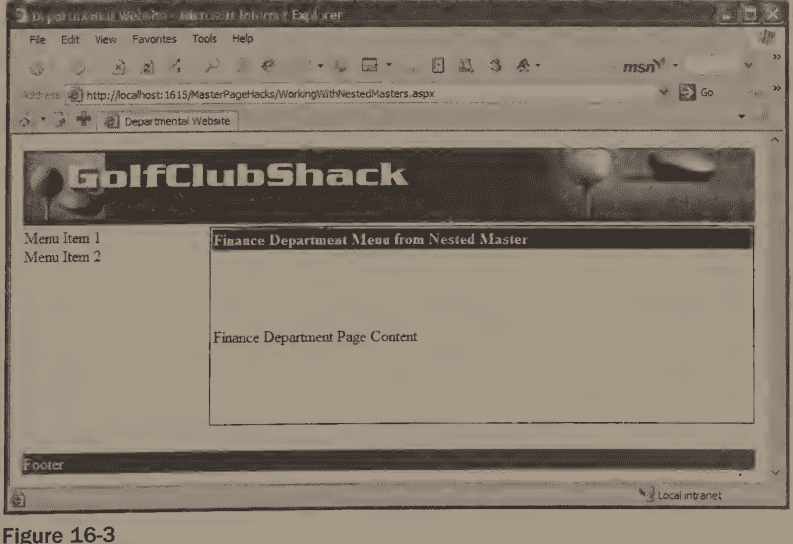 Departmental Website - Microsoft Internet Explorer
File Edit View Favorites Tools Help
msn
Address http://localhost:1615/MasterPageHacks/WorkingWithNestedMasters.aspx Go
Departmental Website
GolfClubShack
Menu Item 1
Menu Item 2
Finance Department Menu from Nested Master
Finance Department Page Content
Footer
Local intranet
Figure 16-3